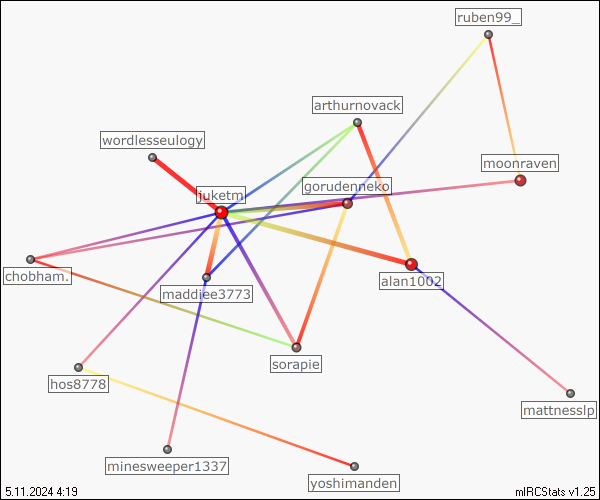 ruben99_
arthurnovack
wordlesseulogy
moonraven
gorudenneko
juketm
chobham.
maddiee3773
alan1002
sorapie
hos8778
mattnesslp
minesweeper1337
yoshimanden
5.11.2024 4:19
mIRCStats v1.25